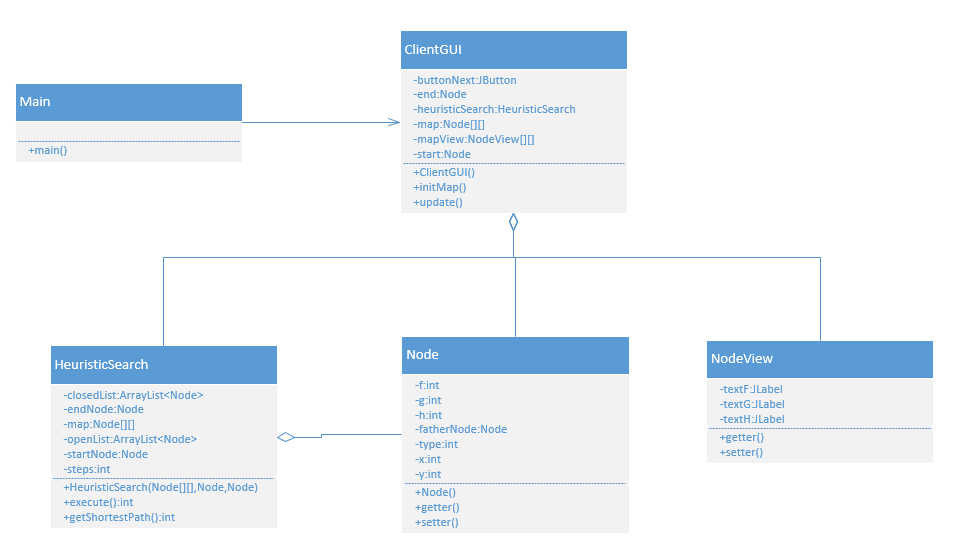 Main
+main()
ClientGUI
-buttonNext:JButton
-end:Node
-heuristicSearch:HeuristicSearch
-map:Node[][]
-mapView:NodeView[][]
-start:Node
+ClientGUI()
+initMap()
+update()
HeuristicSearch
-closedList:ArrayList<Node>
-endNode:Node
-map:Node[][]
-openList:ArrayList<Node>
-startNode:Node
-steps:int
+HeuristicSearch(Node[][],Node,Node)
+execute():int
+getShortestPath():int
Node
-f:int
-g:int
-h:int
-fatherNode:Node
-type:int
-x:int
-y:int
+Node()
+getter()
+setter()
NodeView
-textF:JLabel
-textG:JLabel
-textH:JLabel
+getter()
+setter()